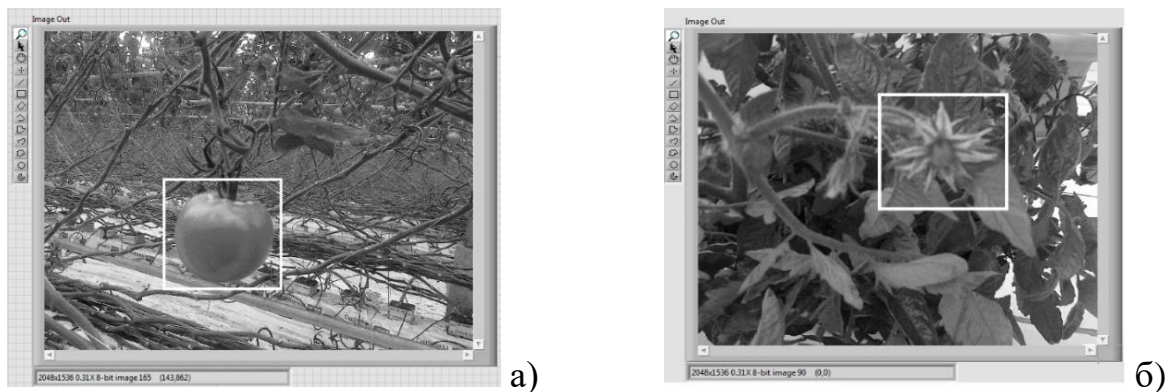 Image Out
2048x1536 0.31X 8-bit image 165 (143,862)
а)
Image Out
2048x1536 0.31X 8-bit image 90 (0,0)
б)